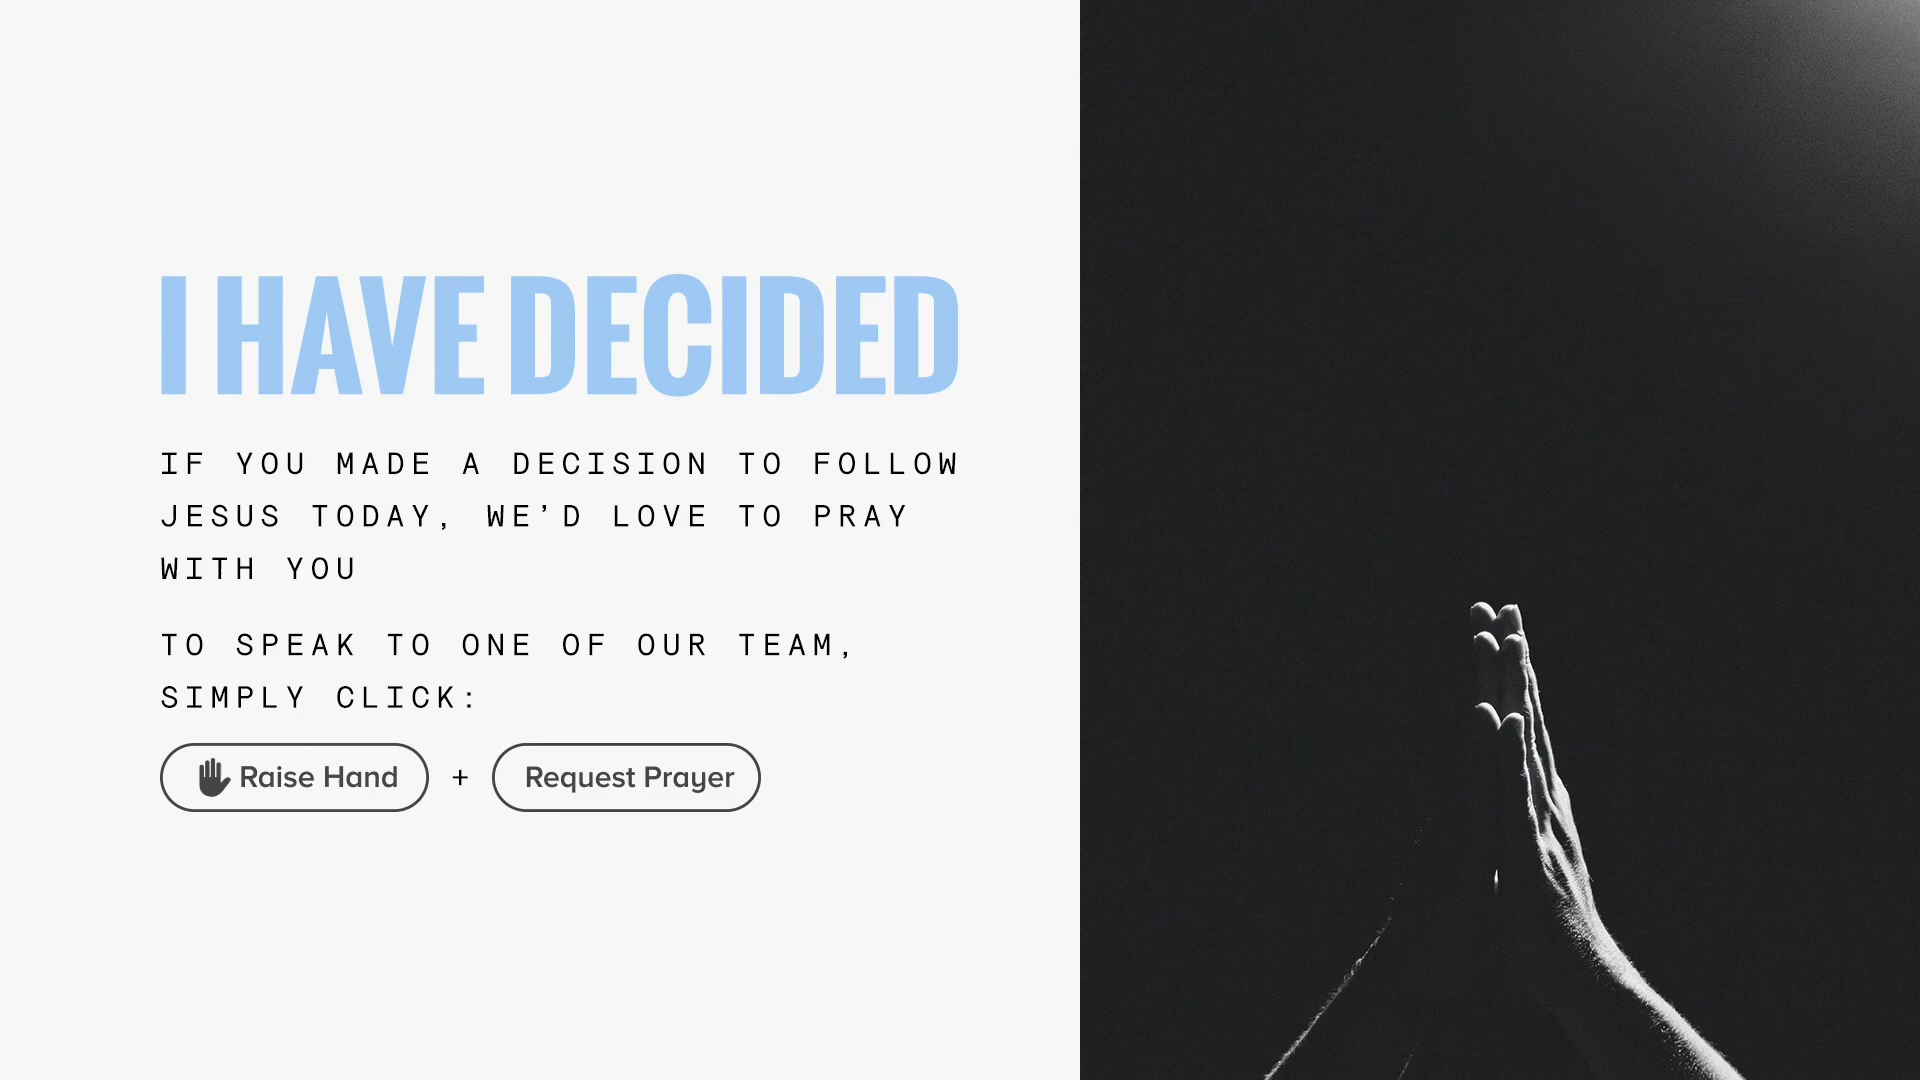 I HAVE DECIDED
IF YOU MADE A DECISION TO FOLLOW
JESUS TODAY, WE’D LOVE TO PRAY
WITH YOU
TO SPEAK TO ONE OF OUR TEAM,
SIMPLY CLICK:
Raise Hand + Request Prayer